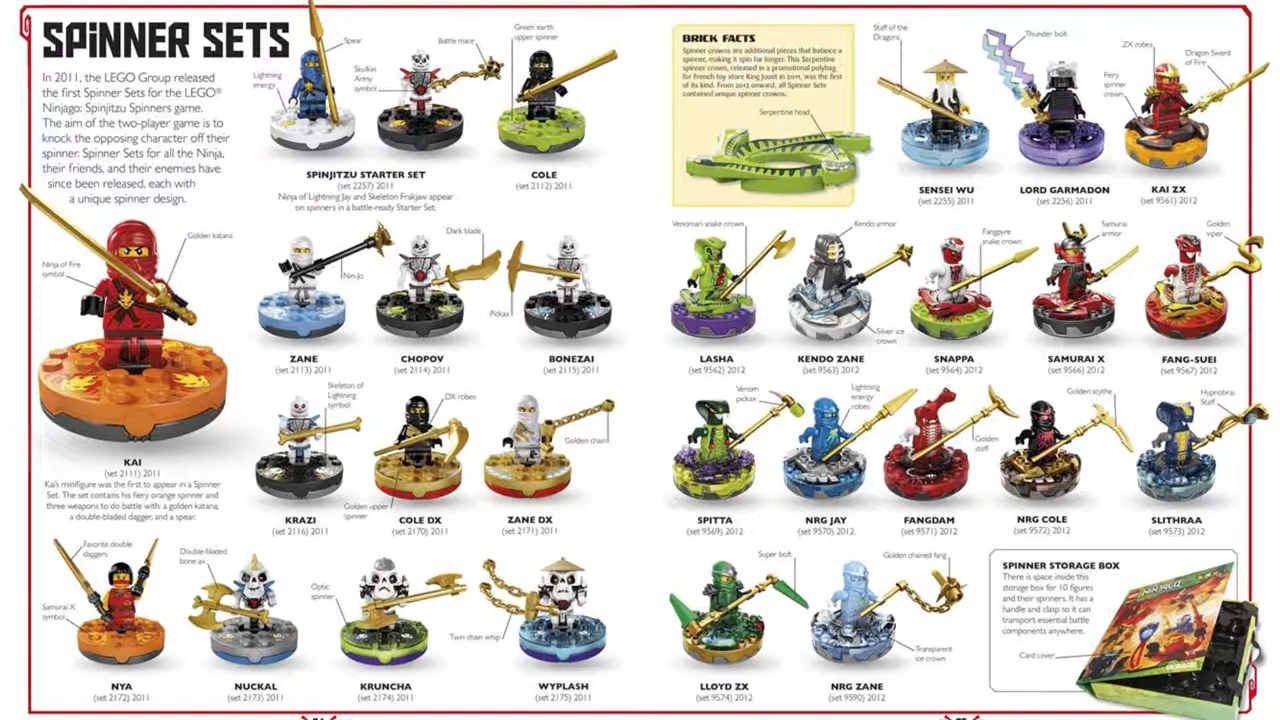 SPINNER SETS
In 2011, the LEGO Group released
the first Spinner Sets for the LEGO®
Ninjago: Spinjitzu Spinners game.
The aim of the two-player game is to
knock the opposing character off their
spinner. Spinner Sets for all the Ninja,
their friends, and their enemies have
since been released, each with
a unique spinner design.
Spear
Lightning
energy
Skulkin
Army
symbol
Battle mace
Green earth
upper spinner
SPINJITZU STARTER SET
(set 2257) 2011
Ninja of Lightning Jay and Skeleton Frakjaw appear
on spinners in a battle-ready Starter Set.
COLE
(set 2112) 2011
Golden katana
Ninja of Fire
symbol
KAI
(set 2111) 2011
Kai's minifigure was the first to appear in a Spinner
Set. The set contains his fiery orange spinner and
three weapons to do battle with: a golden katana,
a double-bladed dagger, and a spear.
Nin-Jo
Dark blade
Pickax
ZANE
(set 2113) 2011
CHOPOV
(set 2114) 2011
BONEZAI
(set 2115) 2011
Skeleton of
Lightning
symbol
DX robes
Golden chain
Golden upper
spinner
KRAZI
(set 2116) 2011
COLE DX
(set 2170) 2011
ZANE DX
(set 2171) 2011
Favorite double
daggers
Samurai X
symbol
Double-bladed
bone ax
Optic
spinner
Twin chain whip
NYA
(set 2172) 2011
NUCKAL
(set 2173) 2011
KRUNCHA
(set 2174) 2011
WYPLASH
(set 2175) 2011
BRICK FACTS
Spinner crowns are additional pieces that balance a
spinner, making it spin for longer. This Serpentine
spinner crown, released in a promotional polybag
for French toy store King Jouet in 2011, was the first
of its kind. From 2012 onward, all Spinner Sets
contained unique spinner crowns.
Serpentine head
Staff of the
Dragons
Thunder bolt
ZX robes
Fiery
spinner
crown
Dragon Sword
of Fire
SENSEI WU
(set 2255) 2011
LORD GARMADON
(set 2256) 2011
KAI ZX
(set 9561) 2012
Venomari snake crown
Kendo armor
Silver ice
crown
Fangpyre
snake crown
Samurai
armor
Golden
viper
LASHA
(set 9562) 2012
KENDO ZANE
(set 9563) 2012
SNAPPA
(set 9564) 2012
SAMURAI X
(set 9566) 2012
FANG-SUEI
(set 9567) 2012
Venom
pickax
Lightning
energy
robes
Golden
staff
Golden scythe
Hypnobrai
Staff
SPITTA
(set 9569) 2012
NRG JAY
(set 9570) 2012
FANGDAM
(set 9571) 2012
NRG COLE
(set 9572) 2012
SLITHRAA
(set 9573) 2012
Super bolt
Golden chained fang
Transparent
ice crown
LLOYD ZX
(set 9574) 2012
NRG ZANE
(set 9590) 2012
SPINNER STORAGE BOX
There is space inside this
storage box for 10 figures
and their spinners. It has a
handle and clasp so it can
transport essential battle
components anywhere.
Card cover
NINJAGO